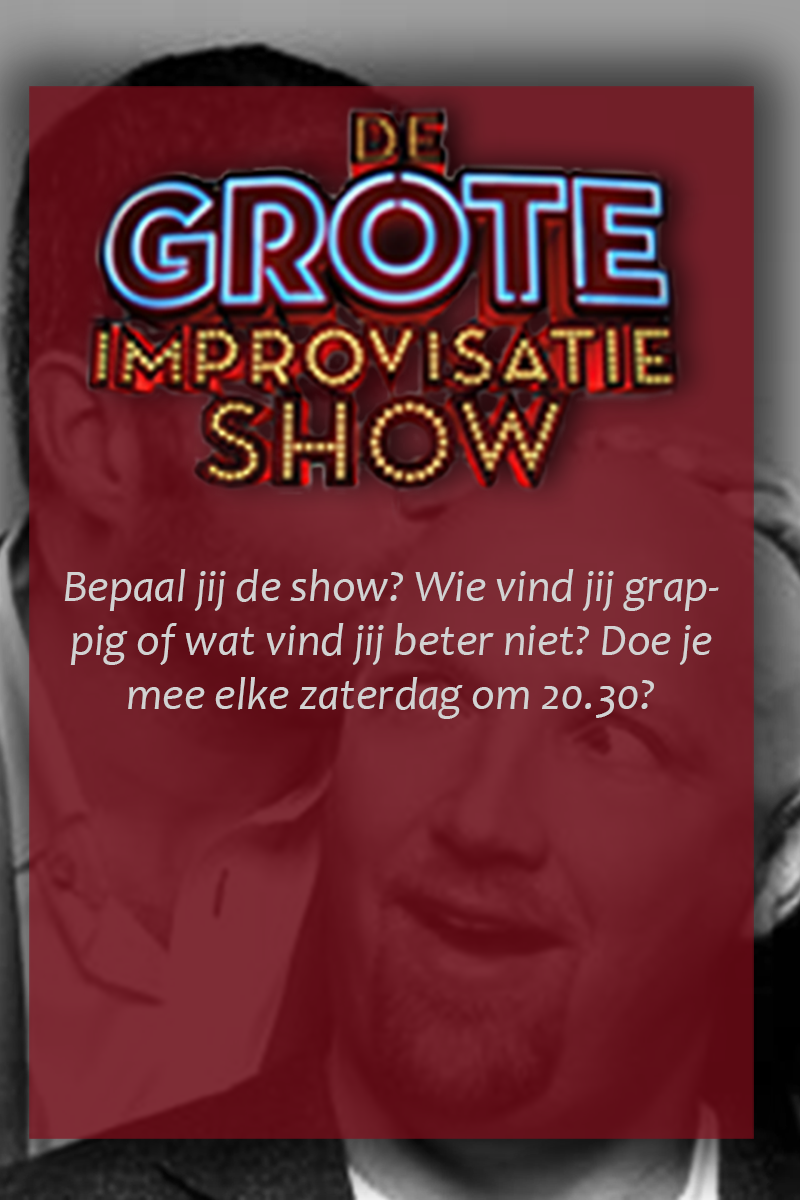 DE
GROTE
IMPROVISATIE
SHOW
Bepaal jij de show? Wie vind jij grap-
pig of wat vind jij beter niet? Doe je
mee elke zaterdag om 20.30?